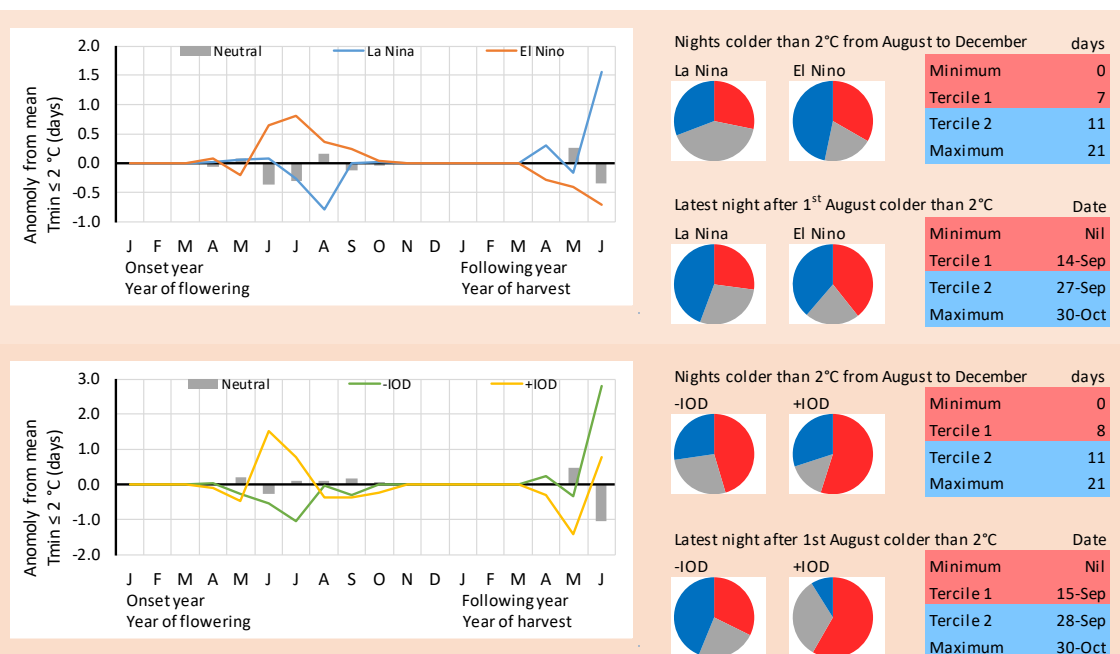 2.0
1.5
1.0
0.5
0.0
-0.5
-1.0
Anomoly from mean
Tmin ≤ 2 °C (days)
Neutral La Nina El Nino
J F M A M J J A S O N D J F M A M J
Onset year Following year
Year of flowering Year of harvest
Nights colder than 2°C from August to December days
La Nina El Nino
Minimum 0
Tercile 1 7
Tercile 2 11
Maximum 21
Latest night after 1st August colder than 2°C Date
La Nina El Nino
Minimum Nil
Tercile 1 14-Sep
Tercile 2 27-Sep
Maximum 30-Oct
3.0
2.0
1.0
0.0
-1.0
-2.0
Anomoly from mean
Tmin ≤ 2 °C (days)
Neutral -IOD +IOD
J F M A M J J A S O N D J F M A M J
Onset year Following year
Year of flowering Year of harvest
Nights colder than 2°C from August to December days
-IOD +IOD
Minimum 0
Tercile 1 8
Tercile 2 11
Maximum 21
Latest night after 1st August colder than 2°C Date
-IOD +IOD
Minimum Nil
Tercile 1 15-Sep
Tercile 2 28-Sep
Maximum 30-Oct